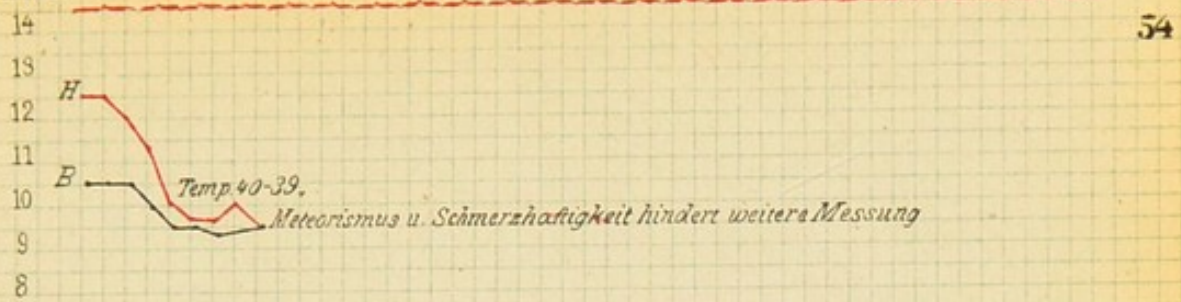 54
14
13
H
12
11
B
Temp. 40-39.
10
Meteorismus u. Schmerzhaftigkeit hindert weitere Messung
9
8